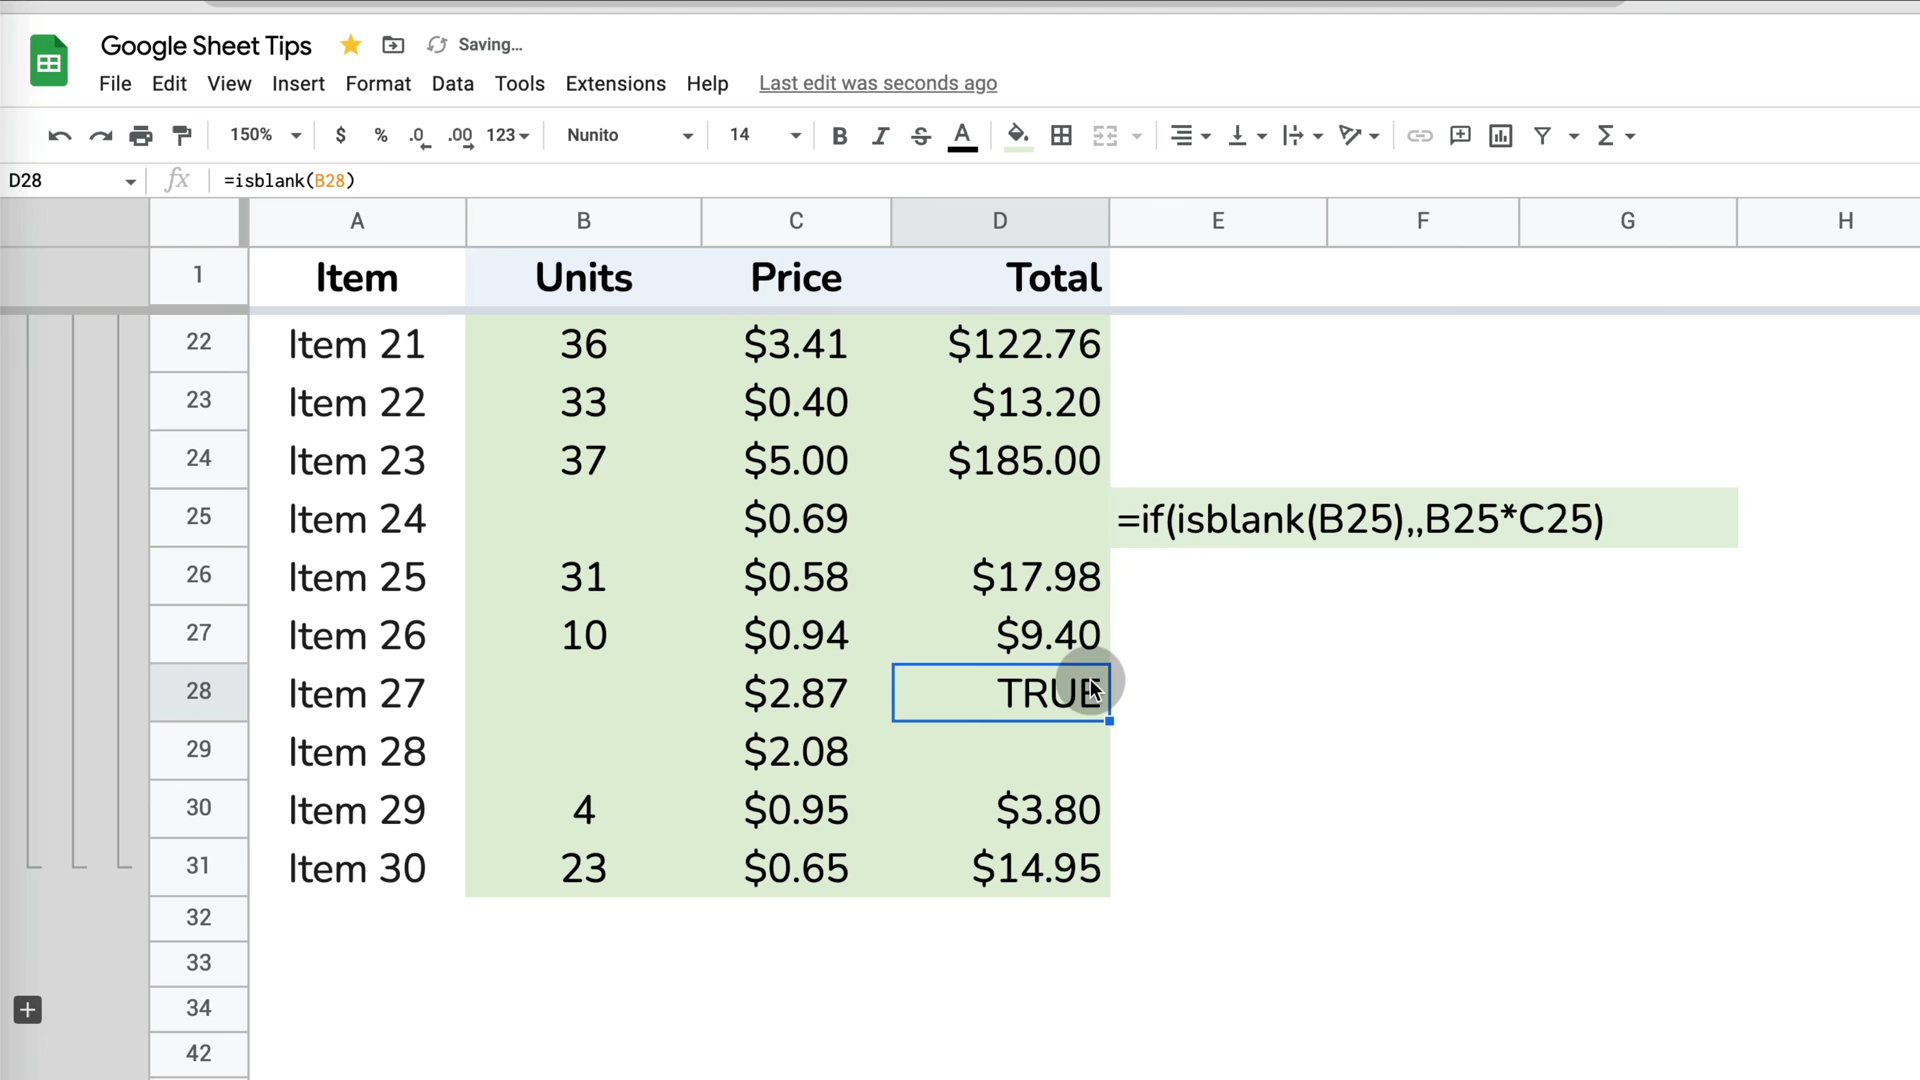 Google Sheet Tips Saving...
File Edit View Insert Format Data Tools Extensions Help Last edit was seconds ago
150% $ % .0 .00 123 Nunito 14 B I S A Σ
D28 fx =isblank(B28)
A B C D E F G H
1 Item Units Price Total
22 Item 21 36 $3.41 $122.76
23 Item 22 33 $0.40 $13.20
24 Item 23 37 $5.00 $185.00
25 Item 24 $0.69 =if(isblank(B25),,B25*C25)
26 Item 25 31 $0.58 $17.98
27 Item 26 10 $0.94 $9.40
28 Item 27 $2.87 TRUE
29 Item 28 $2.08
30 Item 29 4 $0.95 $3.80
31 Item 30 23 $0.65 $14.95
32
33
34
42